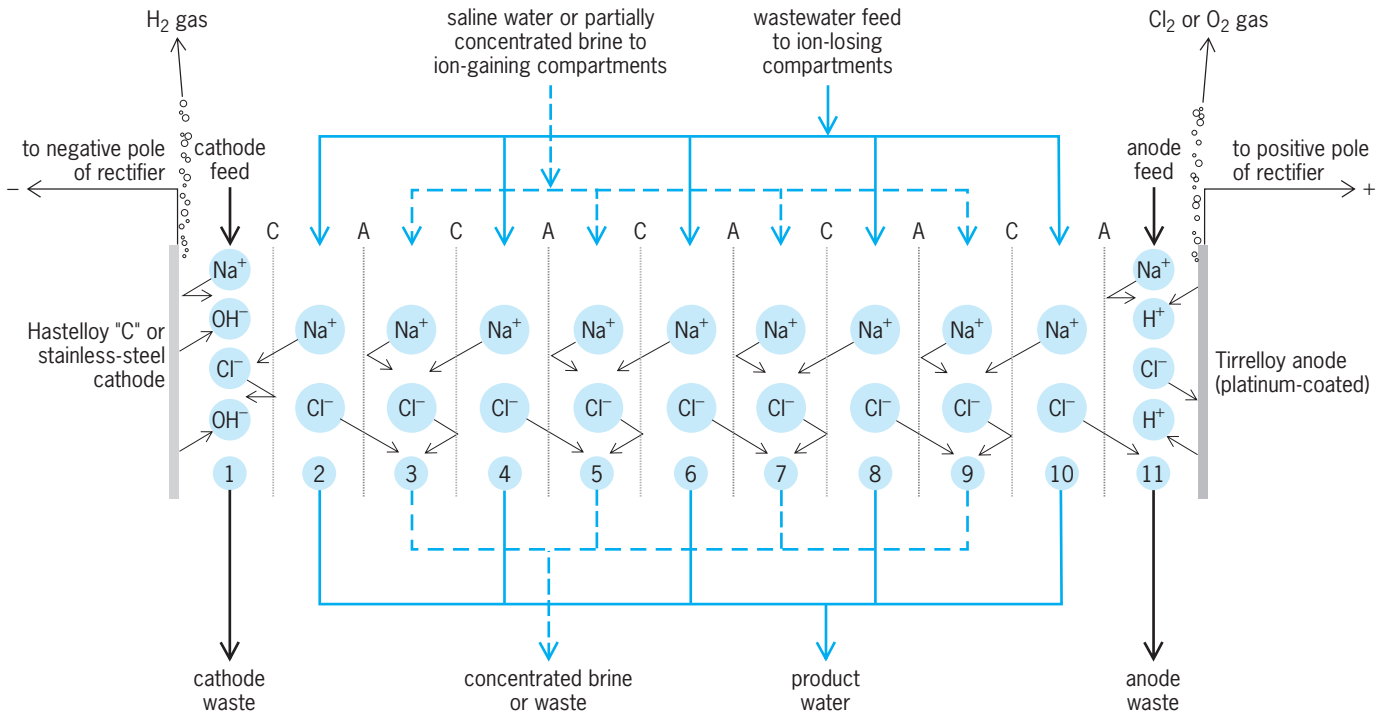 H₂ gas
saline water or partially
concentrated brine to
ion-gaining compartments
wastewater feed
to ion-losing
compartments
Cl₂ or O₂ gas
to negative pole
of rectifier
cathode
feed
anode
feed
to positive pole
of rectifier
− +
C A C A C A C A C A
Na⁺ Na⁺
OH⁻ Na⁺ Na⁺ Na⁺ Na⁺ Na⁺ Na⁺ Na⁺ Na⁺ Na⁺ H⁺
Hastelloy "C" or
stainless-steel
cathode
Cl⁻ Cl⁻
Tirrelloy anode
(platinum-coated)
OH⁻ Cl⁻ Cl⁻ Cl⁻ Cl⁻ Cl⁻ Cl⁻ Cl⁻ Cl⁻ Cl⁻ H⁺
1 2 3 4 5 6 7 8 9 10 11
cathode
waste
concentrated brine
or waste
product
water
anode
waste